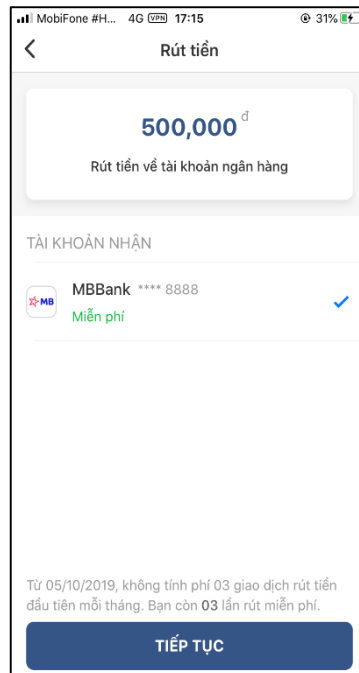 MobiFone #H... 4G VPN 17:15 31%
Rút tiền
500,000 đ
Rút tiền về tài khoản ngân hàng
TÀI KHOẢN NHẬN
MB
MBBank **** 8888
Miễn phí
Từ 05/10/2019, không tính phí 03 giao dịch rút tiền
đầu tiên mỗi tháng. Bạn còn 03 lần rút miễn phí.
TIẾP TỤC